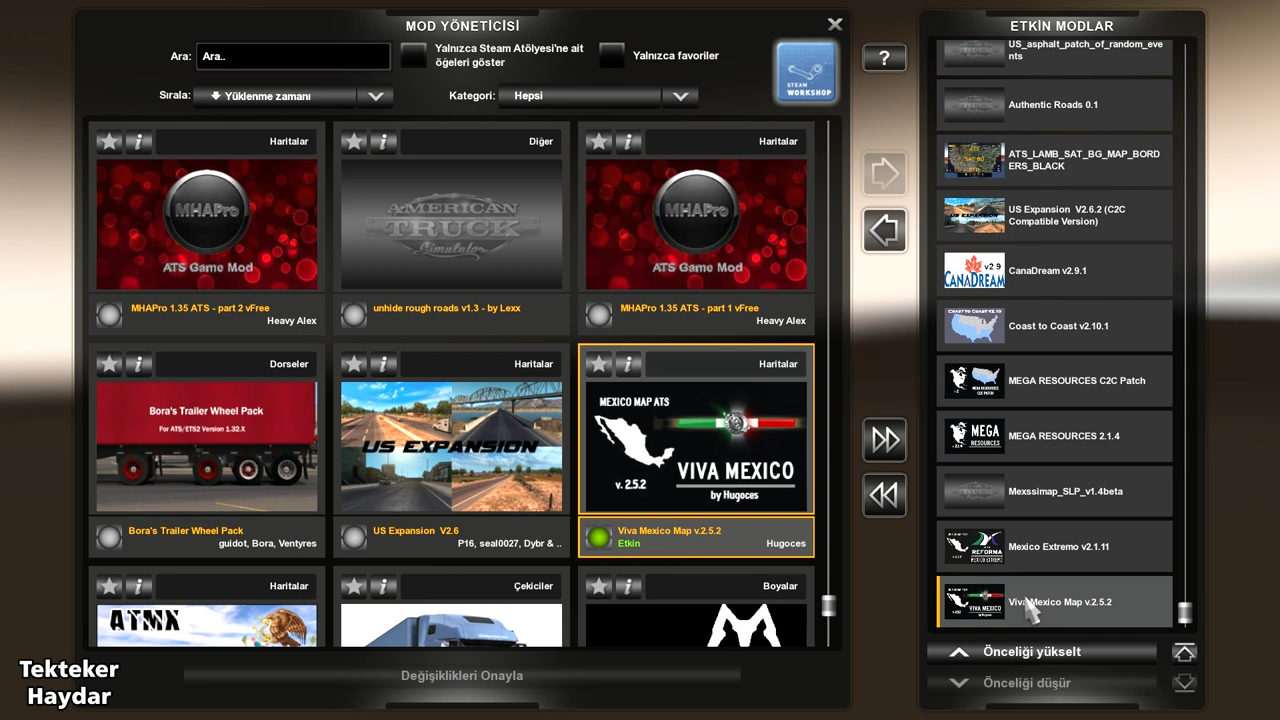 MOD YÖNETİCİSİ
Ara:
Ara..
Yalnızca Steam Atölyesi'ne ait
öğeleri göster
Yalnızca favoriler
STEAM
WORKSHOP
Sırala:
Yüklenme zamanı
Kategori:
Hepsi
Haritalar
MHAPro
ATS Game Mod
MHAPro 1.35 ATS - part 2 vFree
Heavy Alex
Diğer
AMERICAN
TRUCK
Simulator
unhide rough roads v1.3 - by Lexx
Haritalar
MHAPro
ATS Game Mod
MHAPro 1.35 ATS - part 1 vFree
Heavy Alex
Dorseler
Bora's Trailer Wheel Pack
For ATS/ETS2 Version 1.32.X
Bora's Trailer Wheel Pack
guidot, Bora, Ventyres
Haritalar
US EXPANSION
US Expansion V2.6
P16, seal0027, Dybr & ..
Haritalar
MEXICO MAP ATS
VIVA MEXICO
v. 2.5.2
by Hugoces
Viva Mexico Map v.2.5.2
Etkin
Hugoces
Haritalar
ATMX
Çekiciler
Boyalar
Değişiklikleri Onayla
?
ETKİN MODLAR
US_asphalt_patch_of_random_eve
nts
Authentic Roads 0.1
ATS_LAMB_SAT_BG_MAP_BORD
ERS_BLACK
US Expansion V2.6.2 (C2C
Compatible Version)
v2.9
CANADREAM
CanaDream v2.9.1
COAST TO COAST V2.10
Coast to Coast v2.10.1
MEGA RESOURCES
C2C PATCH
MEGA RESOURCES C2C Patch
MEGA
RESOURCES
MEGA RESOURCES 2.1.4
Mexssimap_SLP_v1.4beta
REFORMA
Mexico Extremo v2.1.11
VIVA MEXICO
Viva Mexico Map v.2.5.2
Önceliği yükselt
Önceliği düşür
Tekteker
Haydar